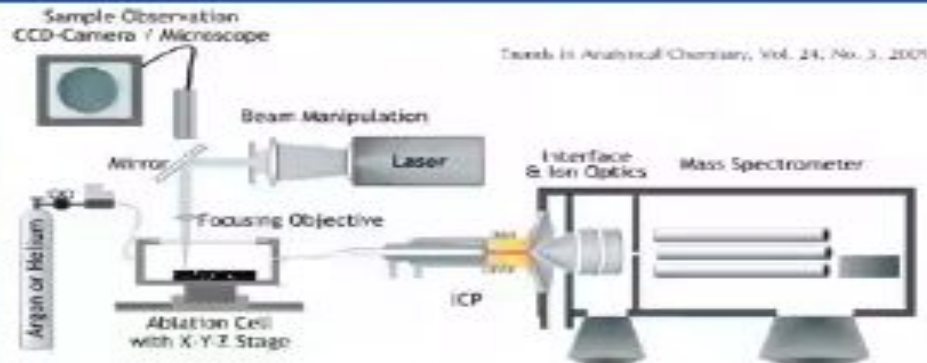 Sample Observation
CCD-Camera / Microscope
Trends in Analytical Chemistry, Vol. 24, No. 3, 2005
Beam Manipulation
Mirror
Laser
Interface
& Ion Optics
Mass Spectrometer
Focusing Objective
Argon or Helium
ICP
Ablation Cell
with X-Y-Z Stage